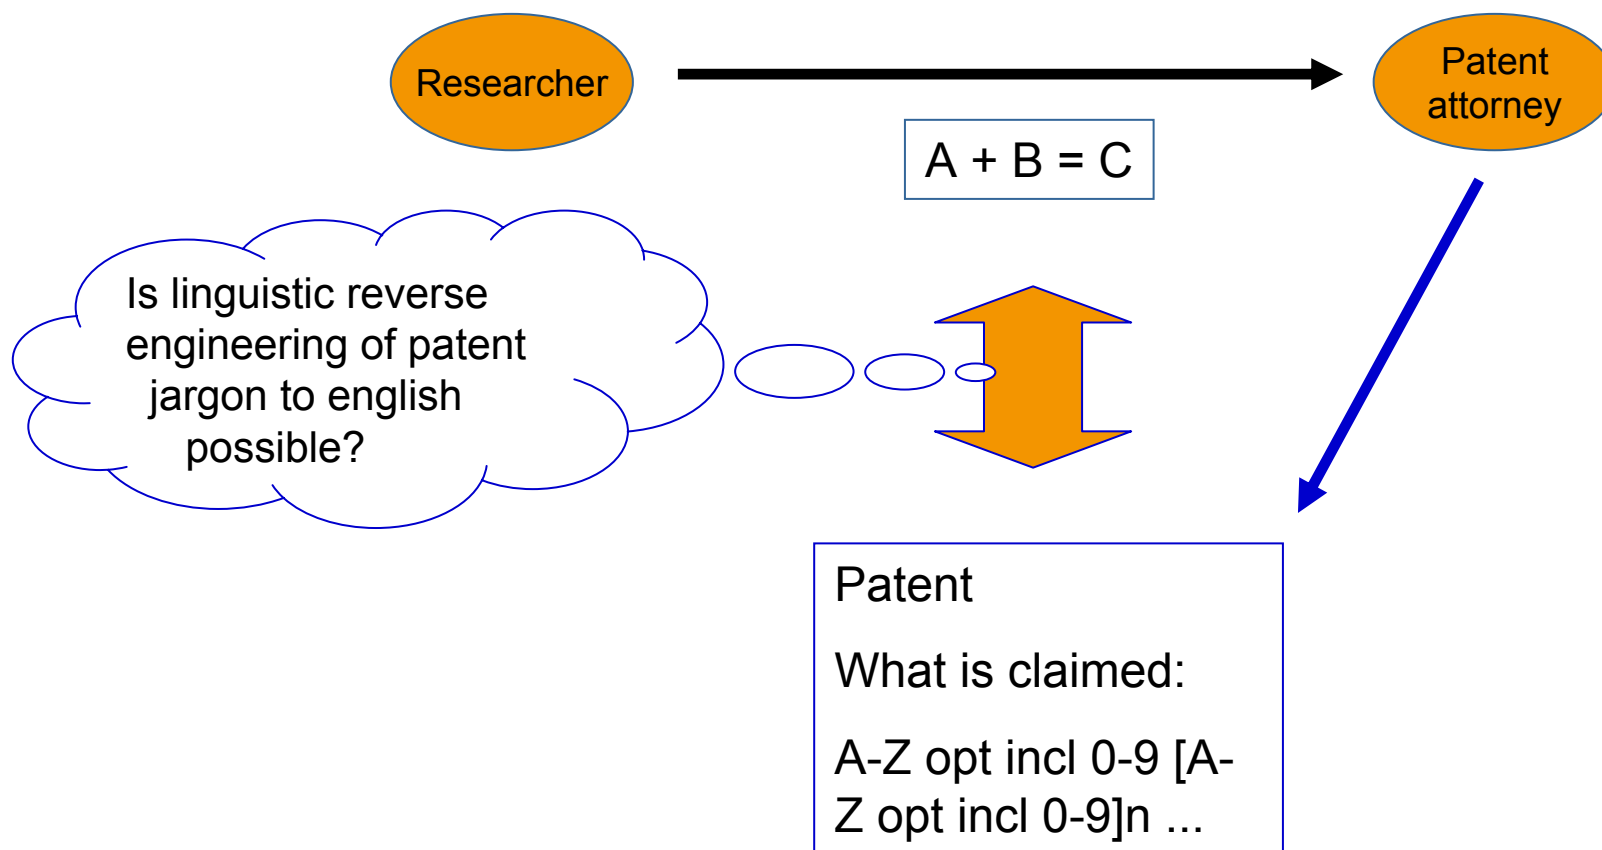 Researcher
Patent
attorney
A + B = C
Is linguistic reverse
engineering of patent
jargon to english
possible?
Patent
What is claimed:
A-Z opt incl 0-9 [A-
Z opt incl 0-9]n ...